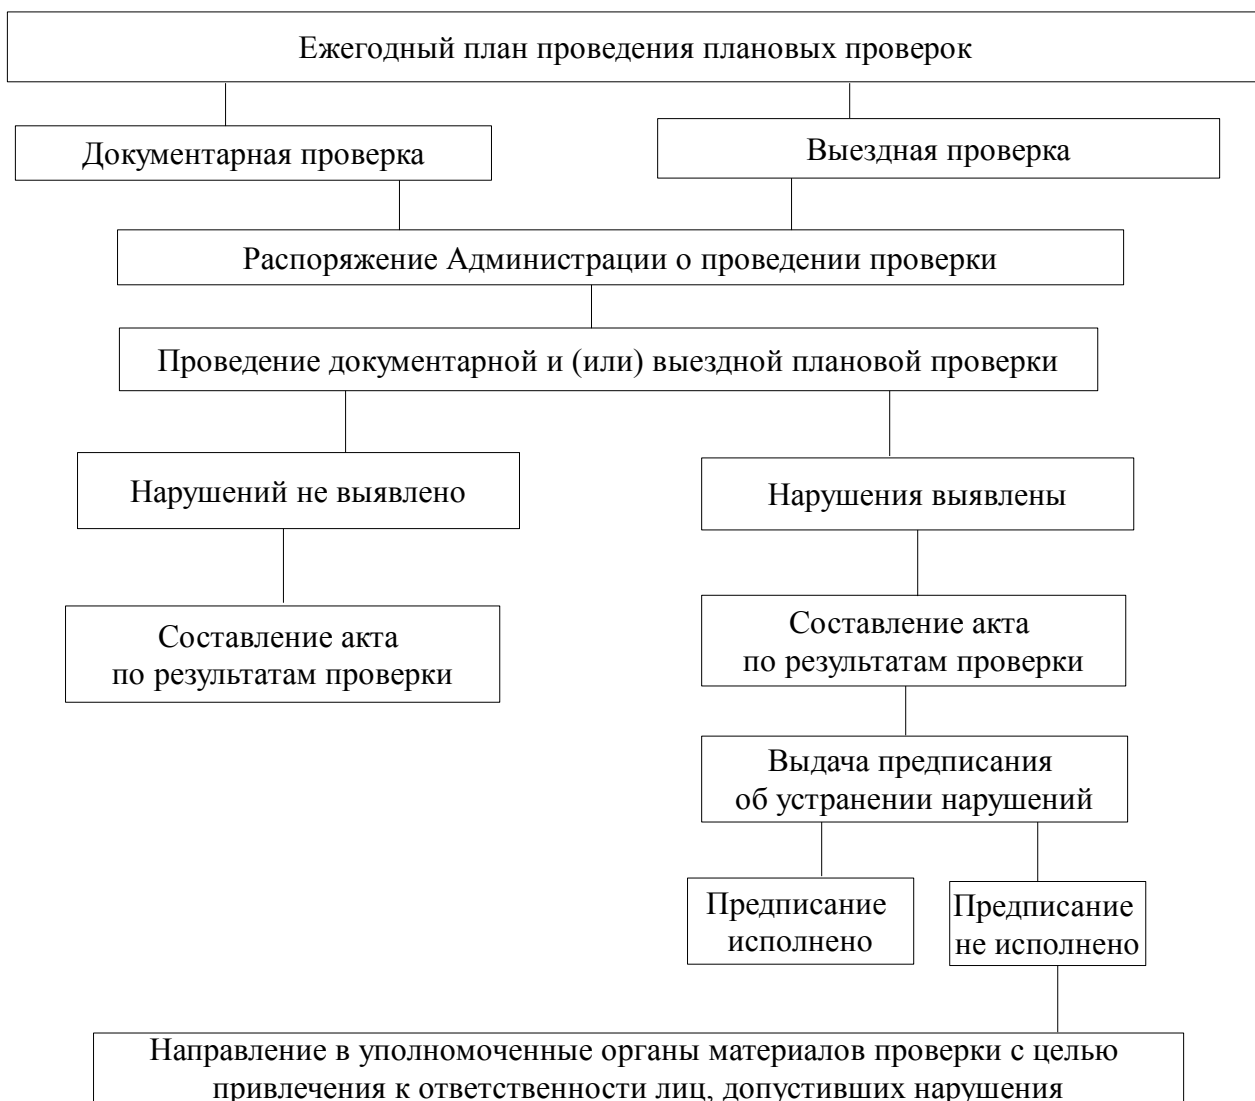 Ежегодный план проведения плановых проверок
Документарная проверка
Выездная проверка
Распоряжение Администрации о проведении проверки
Проведение документарной и (или) выездной плановой проверки
Нарушений не выявлено
Нарушения выявлены
Составление акта
по результатам проверки
Составление акта
по результатам проверки
Выдача предписания
об устранении нарушений
Предписание
исполнено
Предписание
не исполнено
Направление в уполномоченные органы материалов проверки с целью
привлечения к ответственности лиц, допустивших нарушения